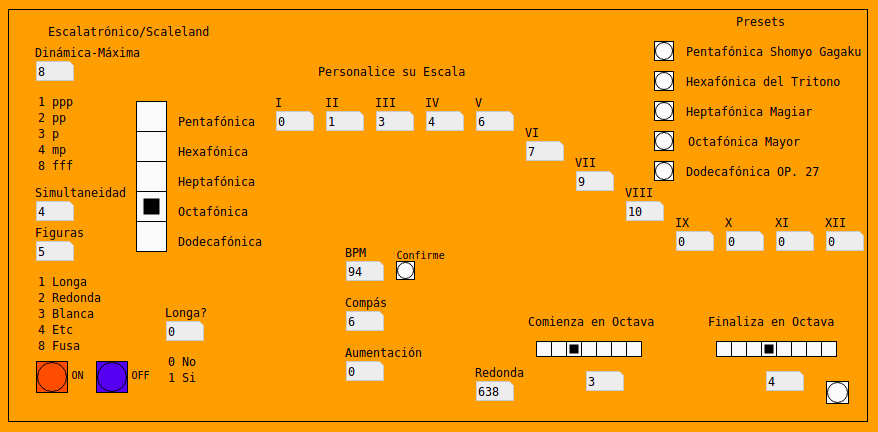 Escalatrónico/Scaleland
Presets
Dinámica-Máxima
8
Personalice su Escala
Pentafónica Shomyo Gagaku
Hexafónica del Tritono
Heptafónica Magiar
Octafónica Mayor
Dodecafónica OP. 27
1 ppp
2 pp
3 p
4 mp
8 fff
Pentafónica
Hexafónica
Heptafónica
Octafónica
Dodecafónica
I II III IV V
0 1 3 4 6
VI
7
VII
9
VIII
10
IX X XI XII
0 0 0 0
Simultaneidad
4
Figuras
5
1 Longa
2 Redonda
3 Blanca
4 Etc
8 Fusa
ON OFF
Longa?
0
0 No
1 Si
BPM
94
Confirme
Compás
6
Aumentación
0
Redonda
638
Comienza en Octava
3
Finaliza en Octava
4